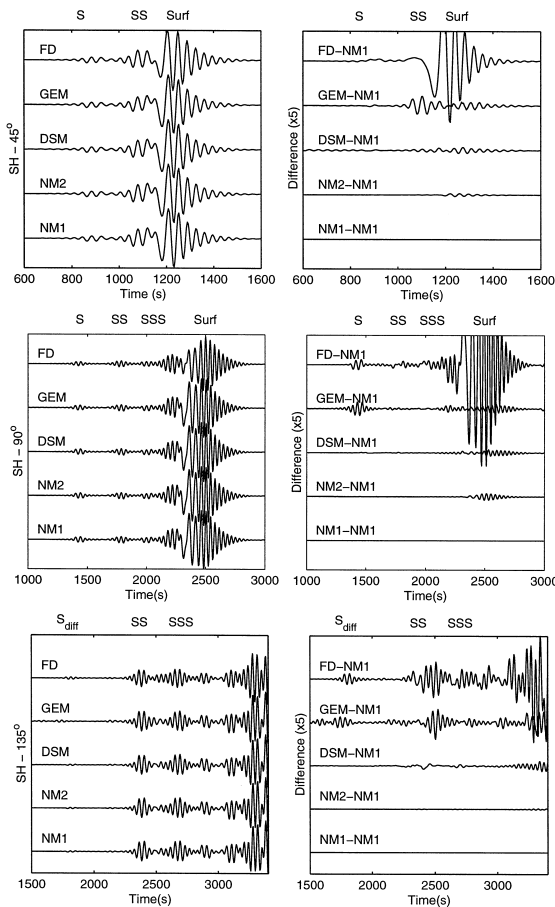 S SS Surf
SH – 45°
FD
GEM
DSM
NM2
NM1
600 800 1000 1200 1400 1600
Time (s)
S SS Surf
Difference (x5)
FD–NM1
GEM–NM1
DSM–NM1
NM2–NM1
NM1–NM1
600 800 1000 1200 1400 1600
Time(s)
S SS SSS Surf
SH – 90°
FD
GEM
DSM
NM2
NM1
1000 1500 2000 2500 3000
Time(s)
S SS SSS Surf
Difference (x5)
FD–NM1
GEM–NM1
DSM–NM1
NM2–NM1
NM1–NM1
1000 1500 2000 2500 3000
Time(s)
Sdiff SS SSS
SH – 135°
FD
GEM
DSM
NM2
NM1
1500 2000 2500 3000
Time(s)
Sdiff SS SSS
Difference (x5)
FD–NM1
GEM–NM1
DSM–NM1
NM2–NM1
NM1–NM1
1500 2000 2500 3000
Time(s)